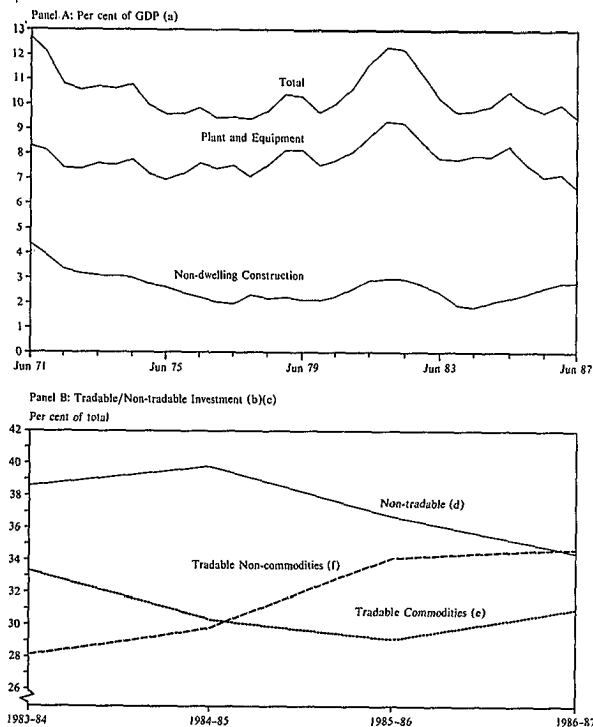 Panel A: Per cent of GDP (a)
13
12
Total
11
10
9
Plant and Equipment
8
7
6
5
4
Non-dwelling Construction
3
2
1
0
Jun 71 Jun 75 Jun 79 Jun 83 Jun 87
Panel B: Tradable/Non-tradable Investment (b)(c)
Per cent of total
42
40
38
Non-tradable (d)
36
34
Tradable Non-commodities (f)
32
Tradable Commodities (e)
30
28
26
1983-84 1984-85 1985-86 1986-87